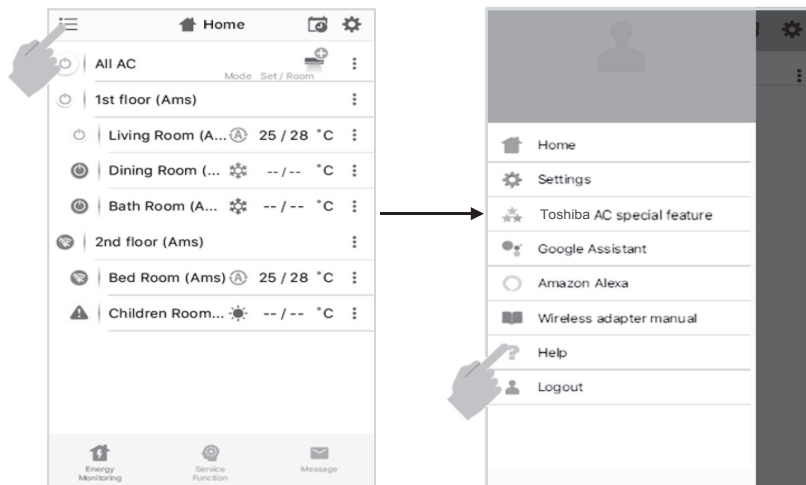 Home
All AC
Mode Set / Room
1st floor (Ams)
Living Room (A... A 25 / 28 °C
Dining Room (... -- / -- °C
Bath Room (A... -- / -- °C
2nd floor (Ams)
Bed Room (Ams) A 25 / 28 °C
Children Room... -- / -- °C
Energy
Monitoring
Service
Function
Message
Home
Settings
Toshiba AC special feature
Google Assistant
Amazon Alexa
Wireless adapter manual
Help
Logout